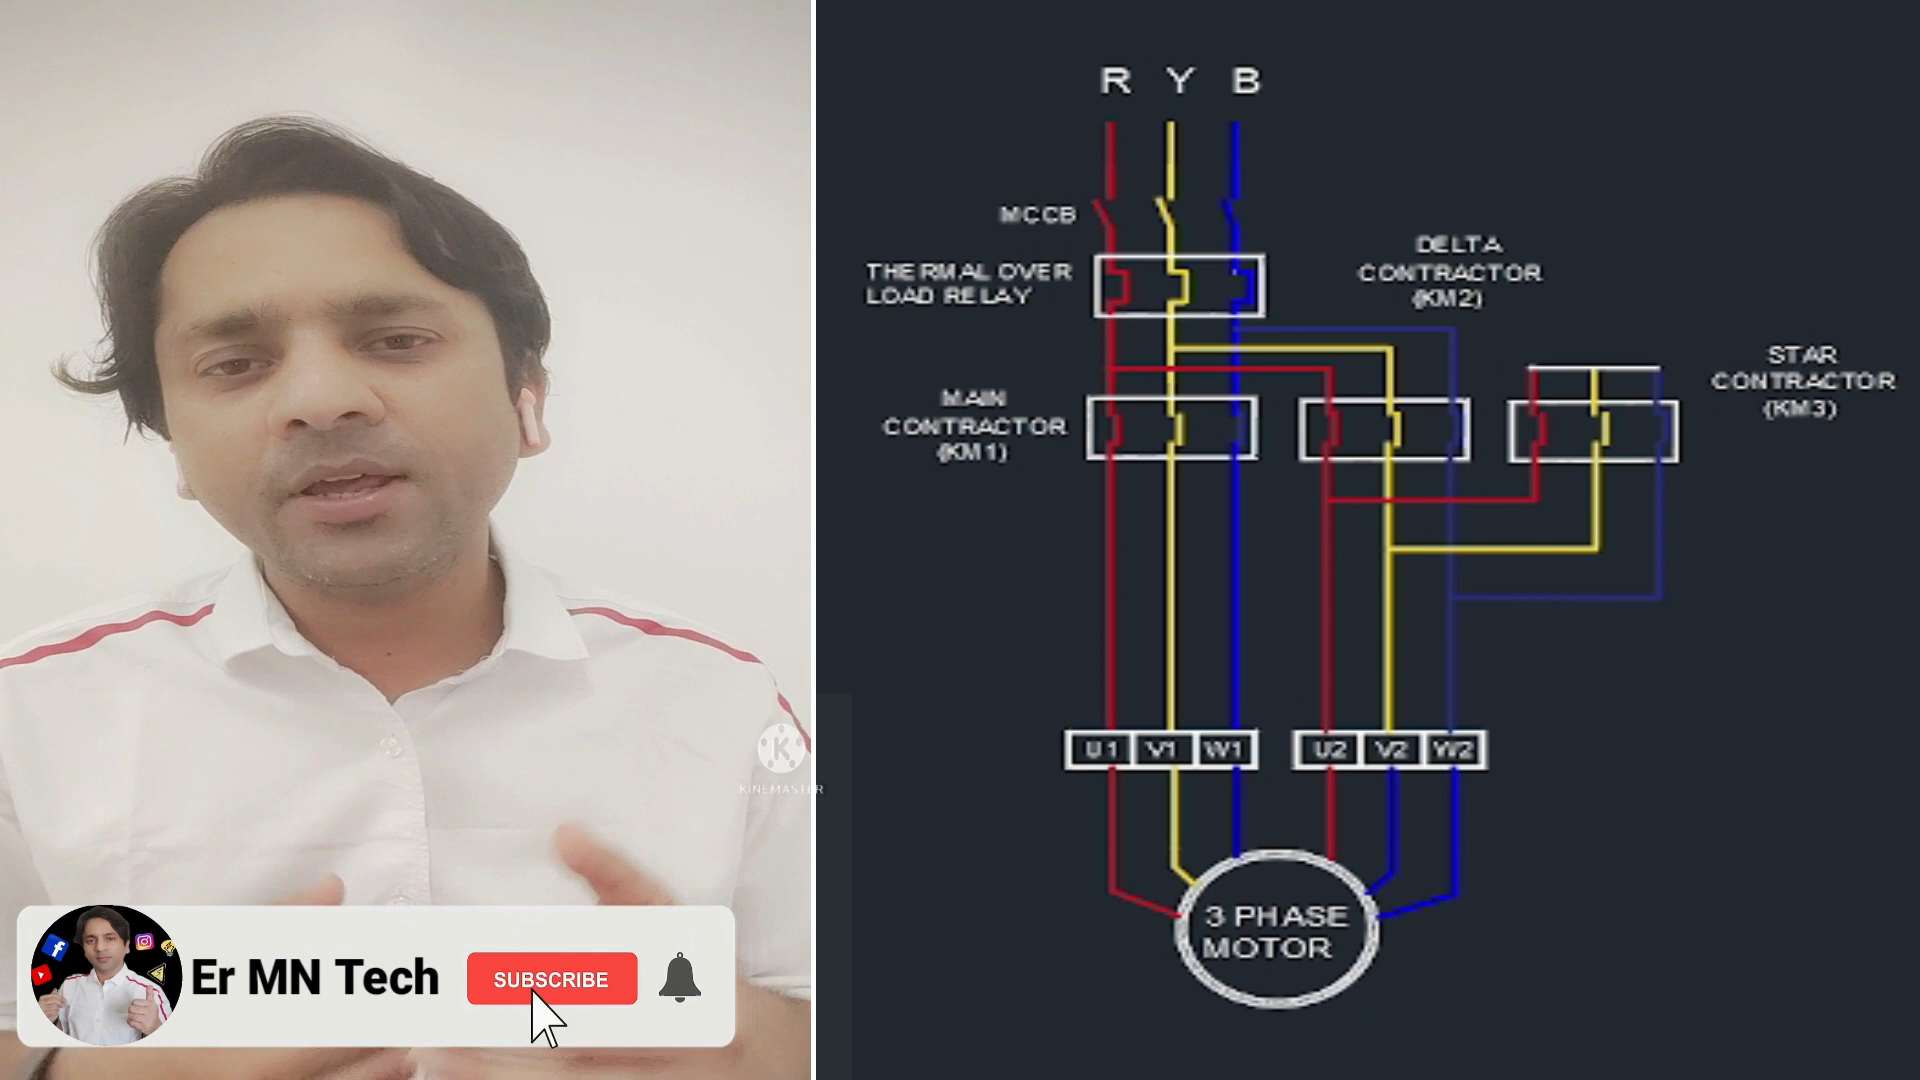 R Y B
MCCB
THERMAL OVER
LOAD RELAY
DELTA
CONTRACTOR
(KM2)
STAR
CONTRACTOR
(KM3)
MAIN
CONTRACTOR
(KM1)
U1 V1 W1 U2 V2 W2
3 PHASE
MOTOR
K
KINEMASTER
Er MN Tech
SUBSCRIBE